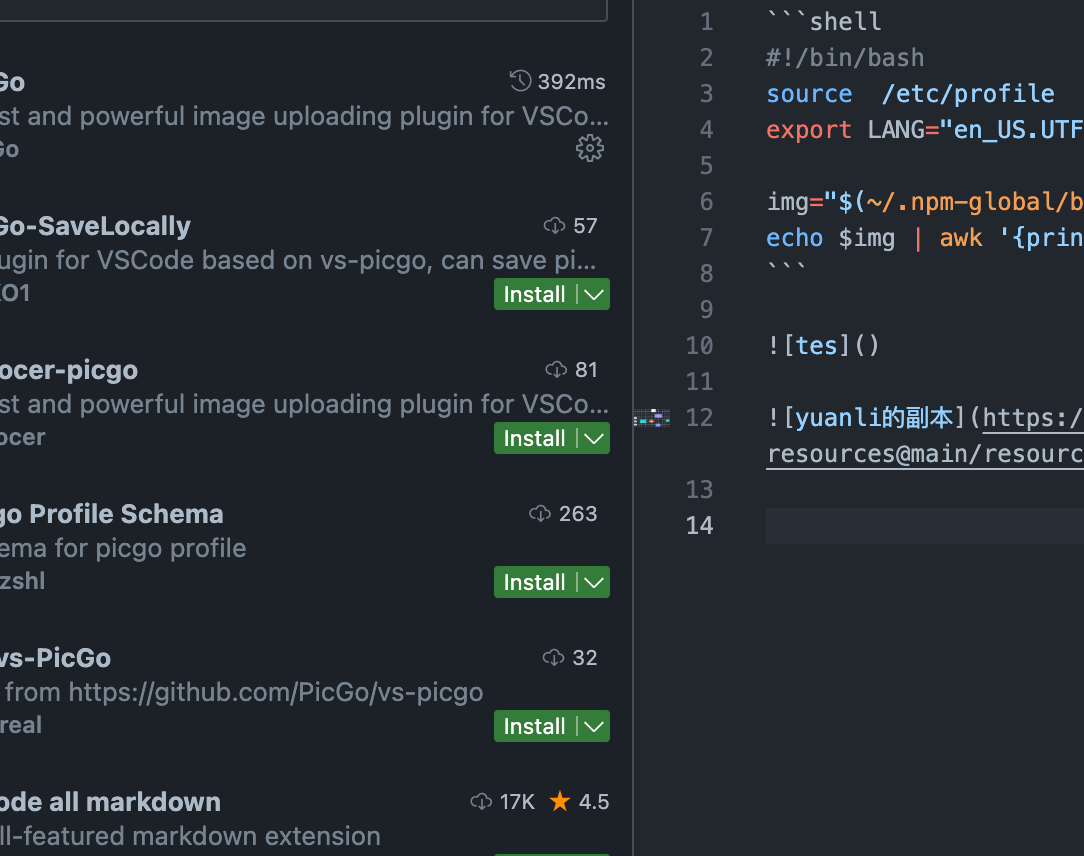 Go
392ms
st and powerful image uploading plugin for VSCo...
Go
Go-SaveLocally
57
ugin for VSCode based on vs-picgo, can save pi...
KO1
Install
ocer-picgo
81
st and powerful image uploading plugin for VSCo...
ocer
Install
go Profile Schema
263
ema for picgo profile
zshl
Install
vs-PicGo
32
from https://github.com/PicGo/vs-picgo
real
Install
ode all markdown
17K
4.5
ll-featured markdown extension
1 ```shell
2 #!/bin/bash
3 source  /etc/profile
4 export LANG="en_US.UTF
5
6 img="$(~/.npm-global/b
7 echo $img | awk '{prin
8 ```
9
10 ![tes]()
11
12 ![yuanli的副本](https:/
resources@main/resourc
13
14